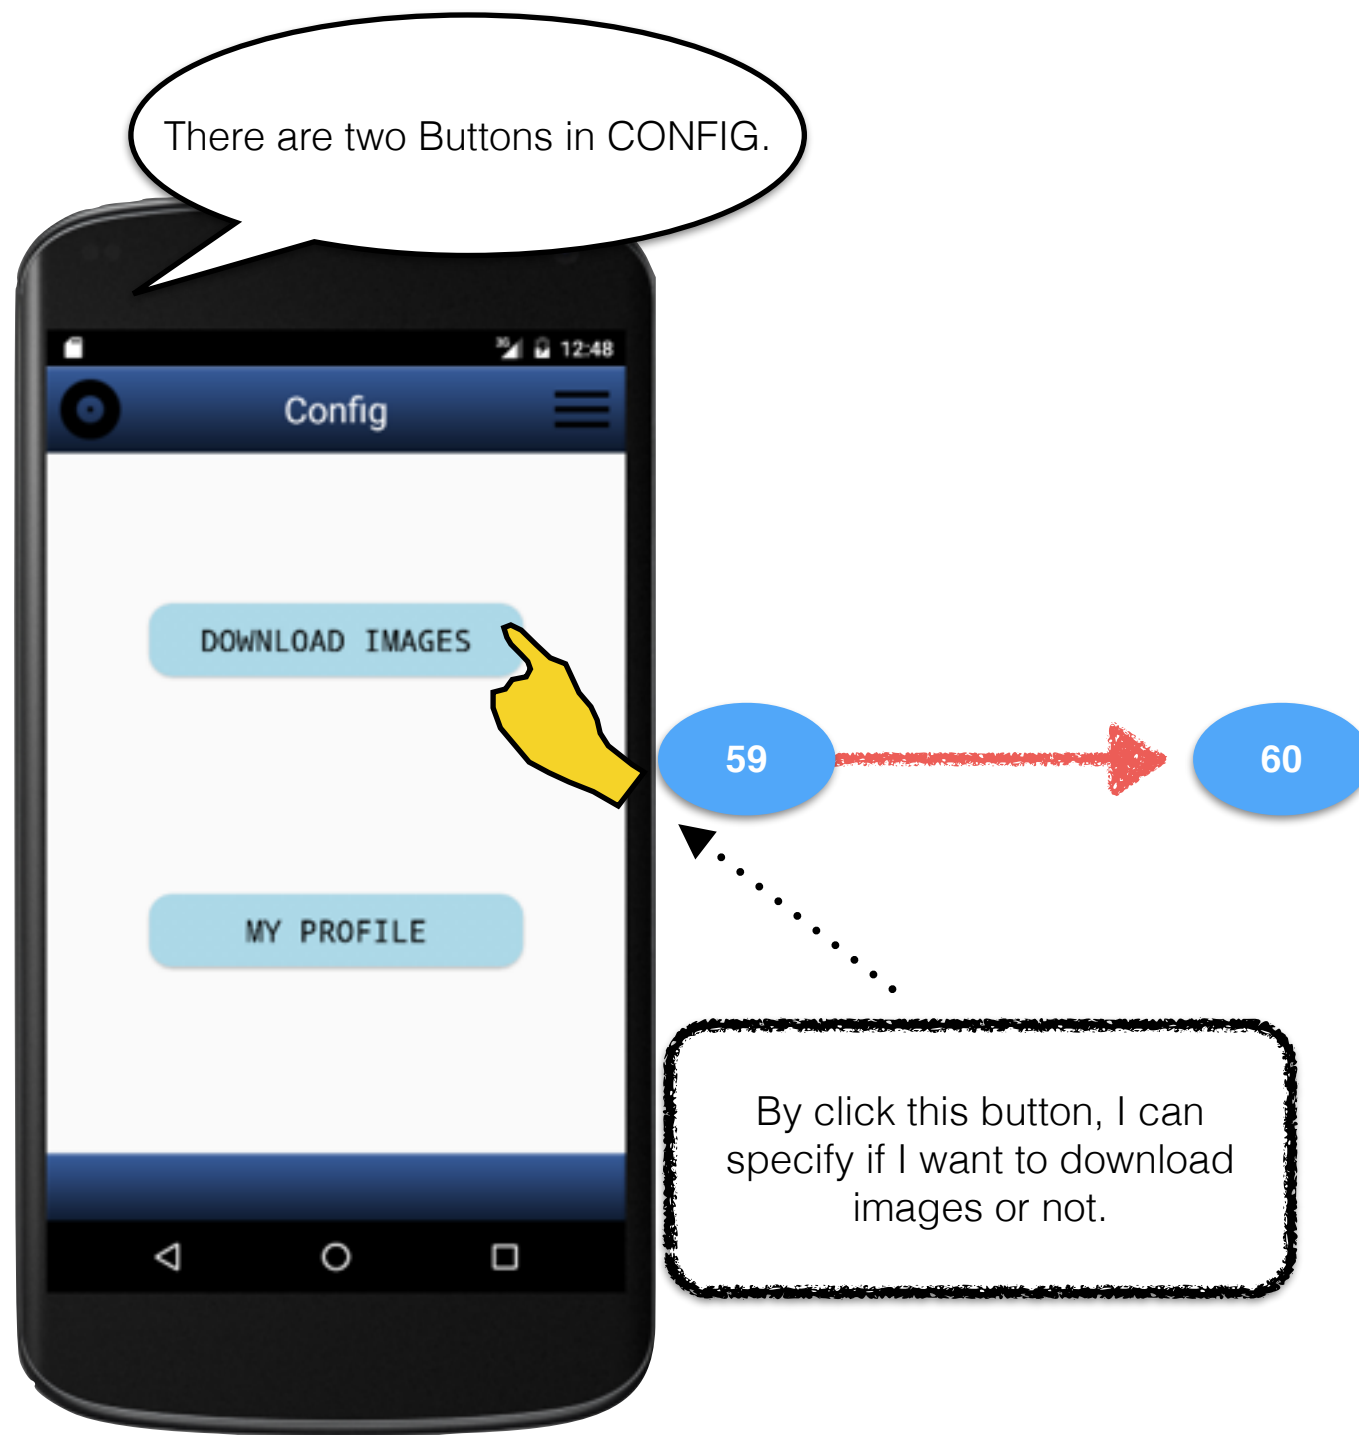 There are two Buttons in CONFIG.
3G 12:48
Config
DOWNLOAD IMAGES
59
60
MY PROFILE
By click this button, I can
specify if I want to download
images or not.